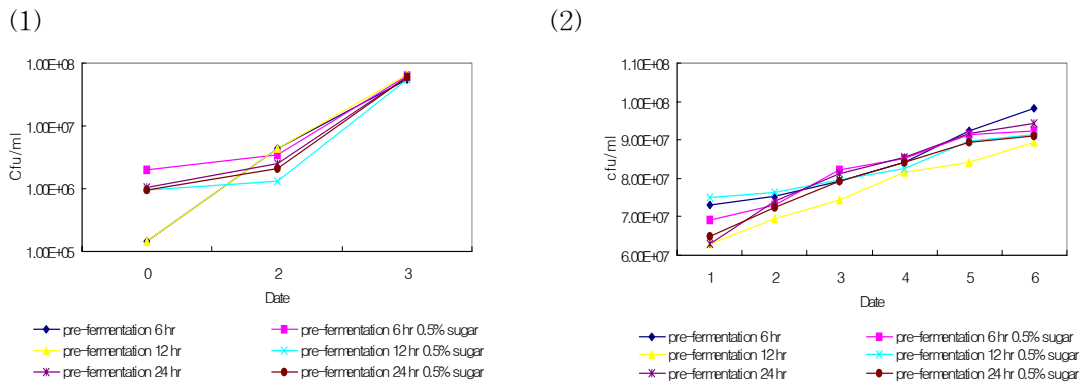 (1)
(2)
1.00E+08
1.00E+07
1.00E+06
1.00E+05
Cfu/ml
0 2 3
Date
pre-fermentation 6 hr
pre-fermentation 6 hr 0.5% sugar
pre-fermentation 12 hr
pre-fermentation 12 hr 0.5% sugar
pre-fermentation 24 hr
pre-fermentation 24 hr 0.5% sugar
1.10E+08
1.00E+08
9.00E+07
8.00E+07
7.00E+07
6.00E+07
cfu/ml
1 2 3 4 5 6
Date
pre-fermentation 6 hr
pre-fermentation 6 hr 0.5% sugar
pre-fermentation 12 hr
pre-fermentation 12 hr 0.5% sugar
pre-fermentation 24 hr
pre-fermentation 24 hr 0.5% sugar